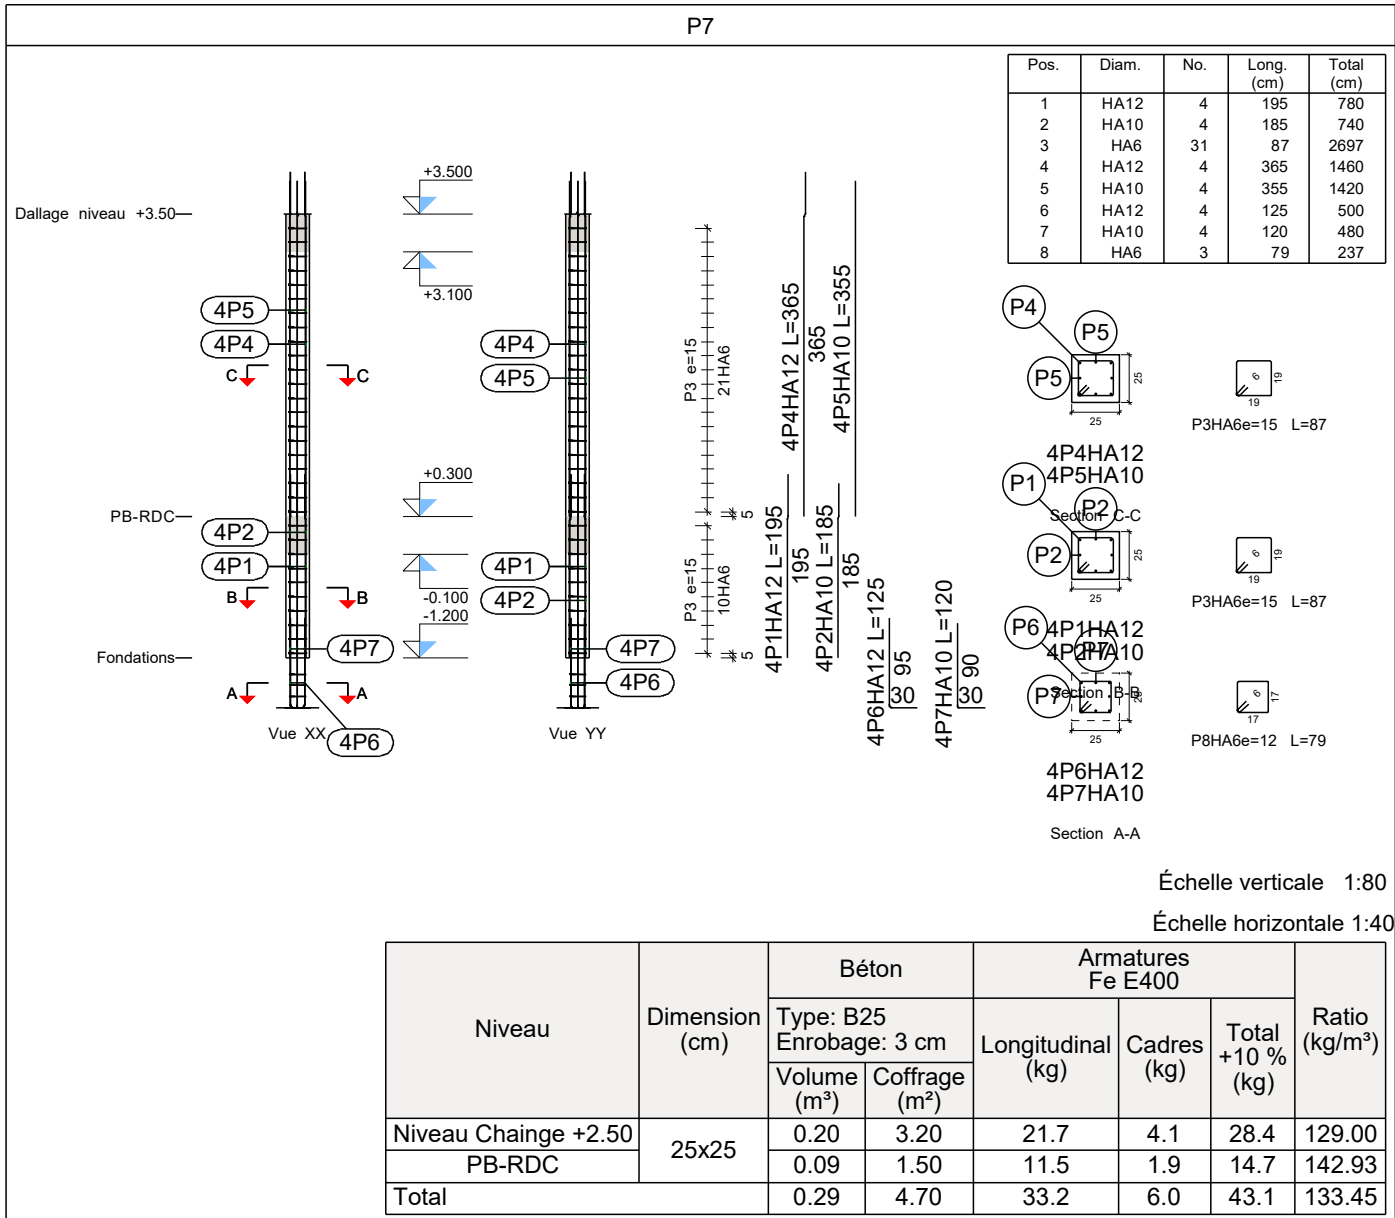 P7
Pos. Diam. No. Long. (cm) Total (cm)
1 HA12 4 195 780
2 HA10 4 185 740
3 HA6 31 87 2697
4 HA12 4 365 1460
5 HA10 4 355 1420
6 HA12 4 125 500
7 HA10 4 120 480
8 HA6 3 79 237
Dallage niveau +3.50
PB-RDC
Fondations
4P5
4P4
C C
4P2
4P1
B B
4P7
A A
4P6
Vue XX
+3.500
+3.100
+0.300
-0.100
-1.200
4P4
4P5
4P1
4P2
4P7
4P6
Vue YY
P3 e=15
21HA6
5
P3 e=15
10HA6
5
4P4HA12 L=365
365
4P5HA10 L=355
4P1HA12 L=195
195
4P2HA10 L=185
185
4P6HA12 L=125
95
30
4P7HA10 L=120
90
30
P4
P5
P5
25
25
4P4HA12
4P5HA10
Section C-C
6
19
19
P3HA6e=15 L=87
P1
P2
P2
25
25
4P1HA12
4P2HA10
Section B-B
6
19
19
P3HA6e=15 L=87
P6
P7
P7
25
25
4P6HA12
4P7HA10
Section A-A
6
17
17
P8HA6e=12 L=79
Échelle verticale 1:80
Échelle horizontale 1:40
Niveau
Dimension (cm)
Béton
Type: B25
Enrobage: 3 cm
Volume (m³)
Coffrage (m²)
Armatures
Fe E400
Longitudinal (kg)
Cadres (kg)
Total +10 % (kg)
Ratio (kg/m³)
Niveau Chainge +2.50 25x25 0.20 3.20 21.7 4.1 28.4 129.00
PB-RDC 0.09 1.50 11.5 1.9 14.7 142.93
Total 0.29 4.70 33.2 6.0 43.1 133.45